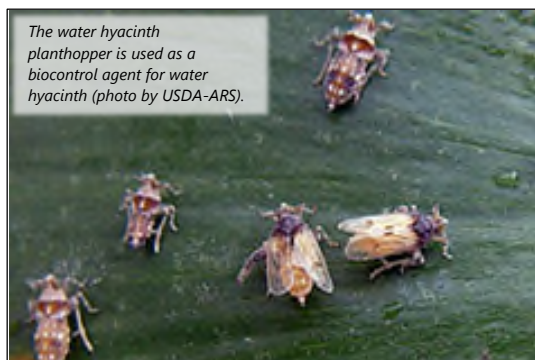 The water hyacinth
planthopper is used as a
biocontrol agent for water
hyacinth (photo by USDA-ARS).